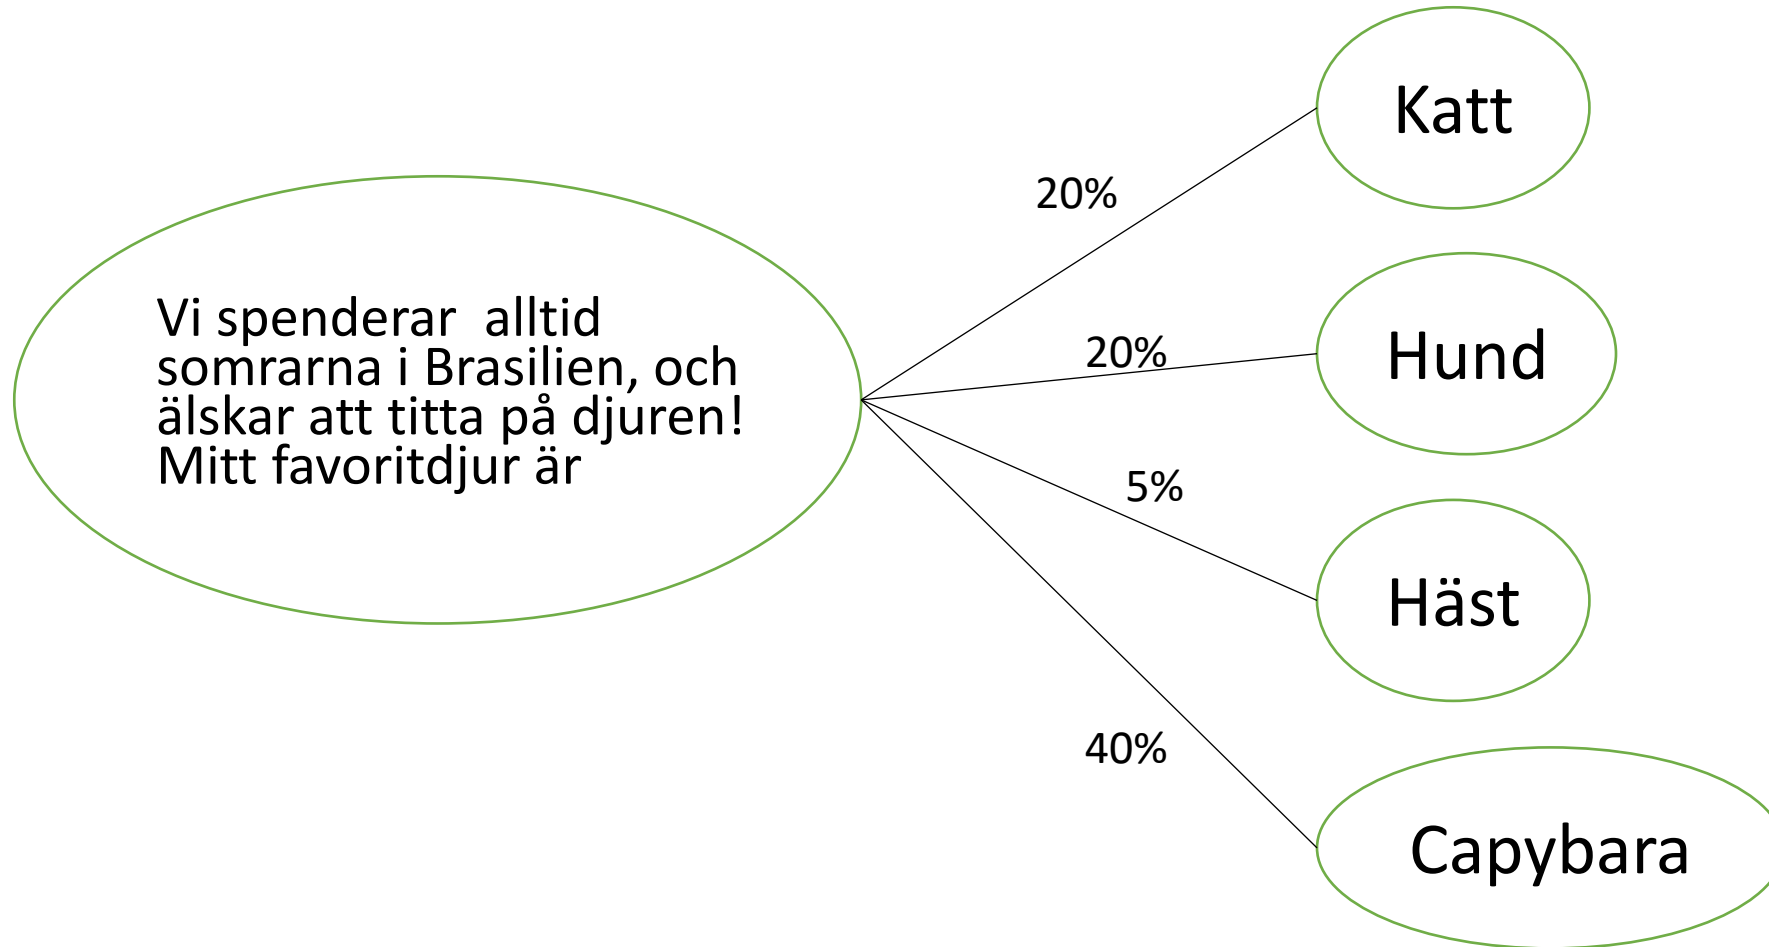 Vi spenderar  alltid
somrarna i Brasilien, och
älskar att titta på djuren!
Mitt favoritdjur är
20%
Katt
20%
Hund
5%
Häst
40%
Capybara